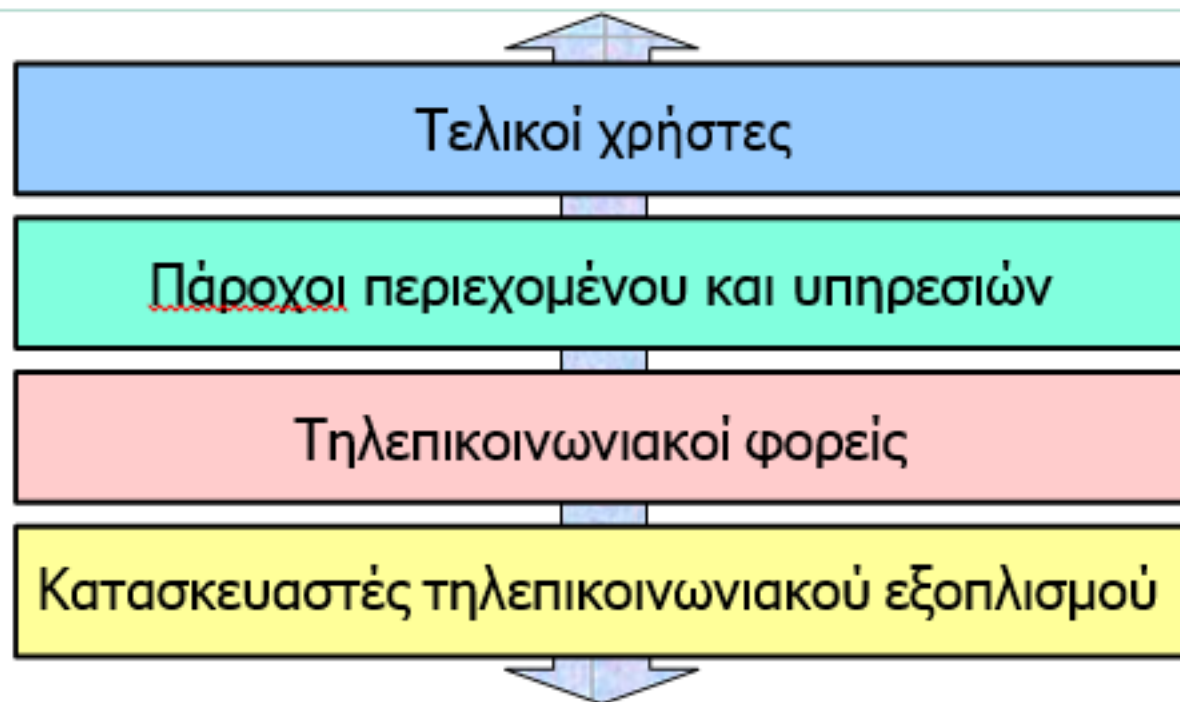 Τελικοί χρήστες
Πάροχοι περιεχομένου και υπηρεσιών
Τηλεπικοινωνιακοί φορείς
Κατασκευαστές τηλεπικοινωνιακού εξοπλισμού